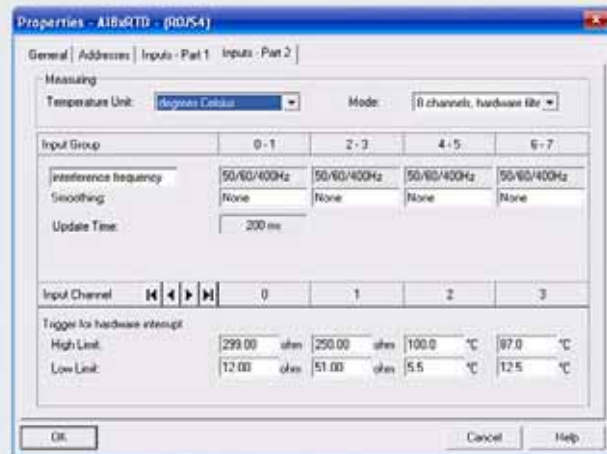 Properties - AI8xRTD - (R0/S4)
General Addresses Inputs - Part 1 Inputs - Part 2
Measuring
Temperature Unit: degrees Celsius Mode: 8 channels, hardware filte
Input Group 0 - 1 2 - 3 4 - 5 6 - 7
interference frequency 50/60/400Hz 50/60/400Hz 50/60/400Hz 50/60/400Hz
Smoothing: None None None None
Update Time: 200 ms
Input Channel 0 1 2 3
Trigger for hardware interrupt
High Limit: 299.00 ohm 250.00 ohm 100.0 °C 87.0 °C
Low Limit: 12.00 ohm 51.00 ohm 5.5 °C 12.5 °C
OK Cancel Help